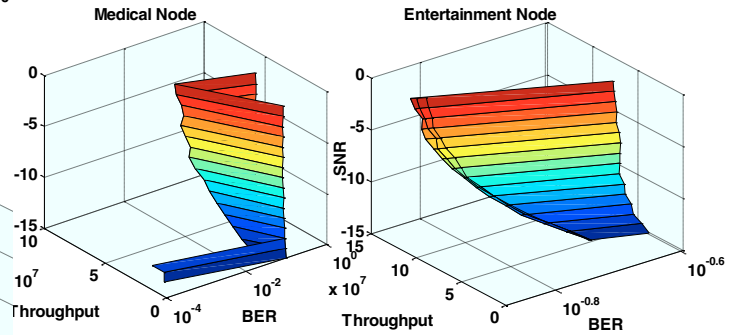 Medical Node
0
-5
-10
-15
10
5
0
10^7
Throughput
10^-4
10^-2
10^0
BER
x 10^7
Entertainment Node
0
-5
-10
-15
SNR
15
10
5
0
Throughput
10^-0.8
10^-0.6
BER